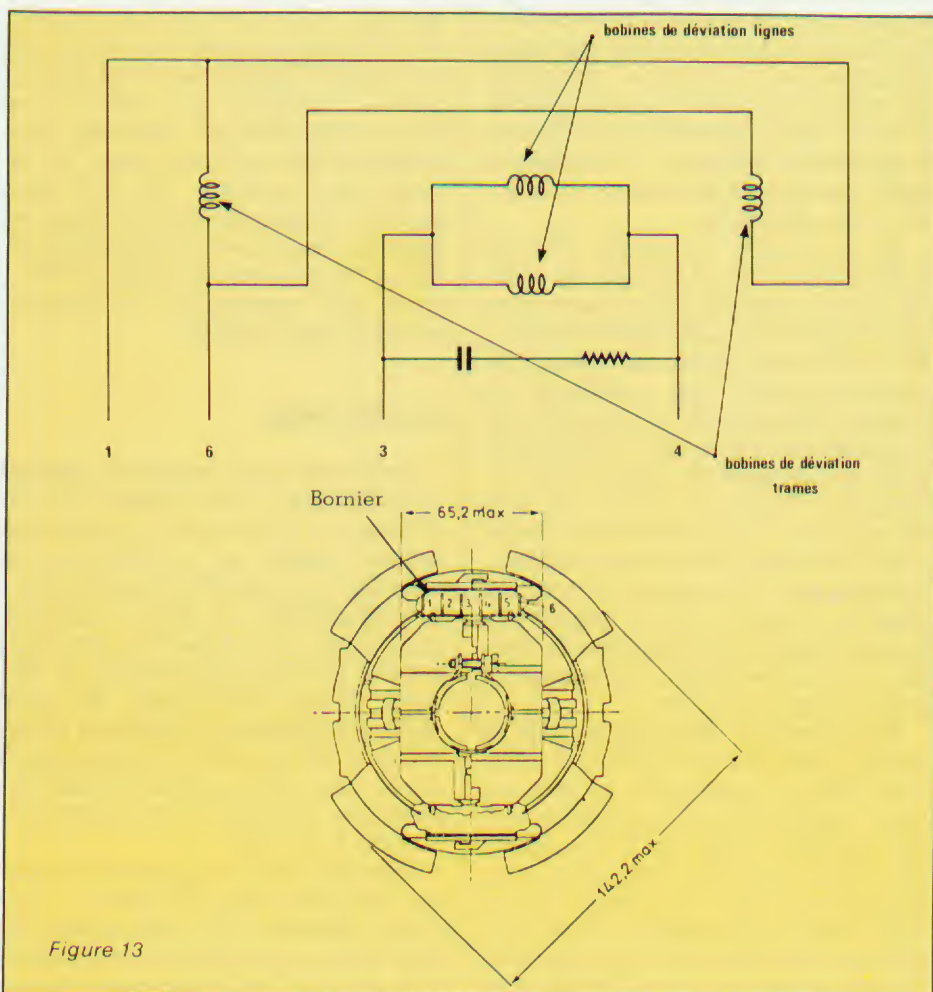 bobines de déviation lignes
1 6 3 4
bobines de déviation
trames
Bornier
65,2 max
1 2 3 4 5 6
142,2 max
Figure 13